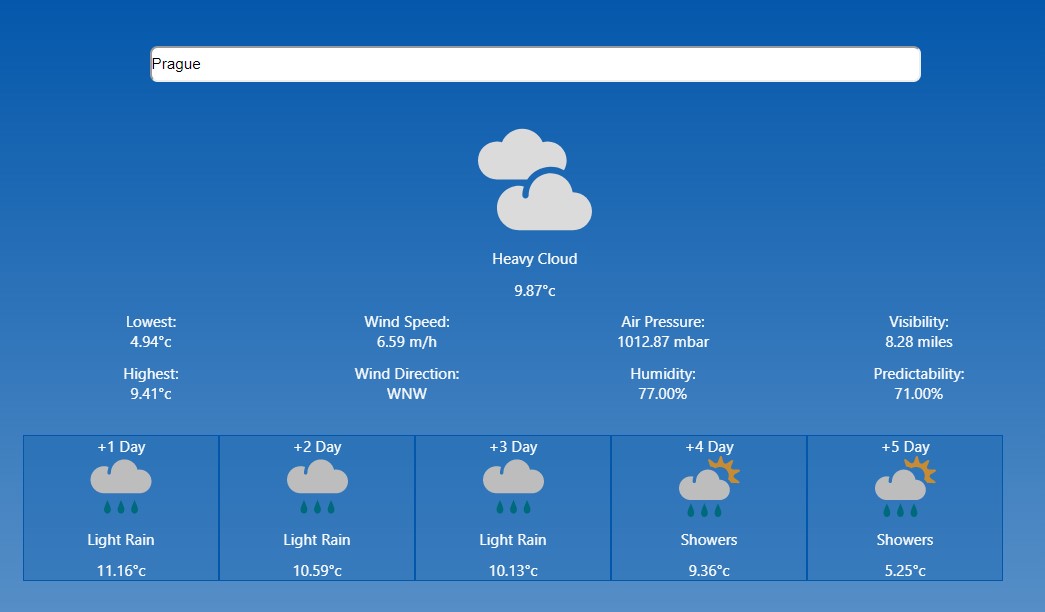 Prague
Heavy Cloud
9.87°c
Lowest:
4.94°c
Wind Speed:
6.59 m/h
Air Pressure:
1012.87 mbar
Visibility:
8.28 miles
Highest:
9.41°c
Wind Direction:
WNW
Humidity:
77.00%
Predictability:
71.00%
+1 Day
Light Rain
11.16°c
+2 Day
Light Rain
10.59°c
+3 Day
Light Rain
10.13°c
+4 Day
Showers
9.36°c
+5 Day
Showers
5.25°c